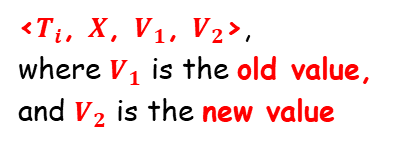 <Tᵢ, X, V₁, V₂>,
where V₁ is the old value,
and V₂ is the new value